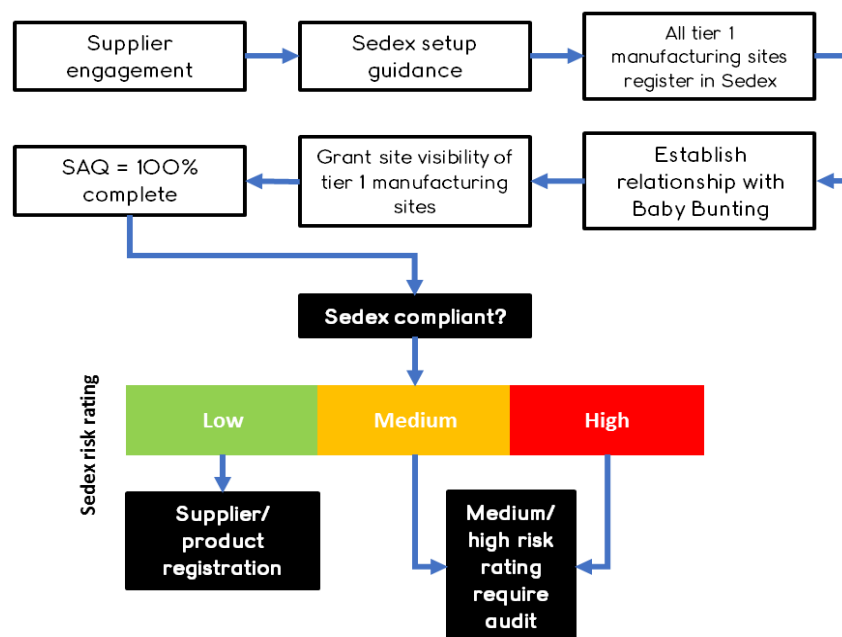 Supplier
engagement
Sedex setup
guidance
All tier 1
manufacturing sites
register in Sedex
SAQ = 100%
complete
Grant site visibility of
tier 1 manufacturing
sites
Establish
relationship with
Baby Bunting
Sedex compliant?
Sedex risk rating
Low
Medium
High
Supplier/
product
registration
Medium/
high risk
rating
require
audit